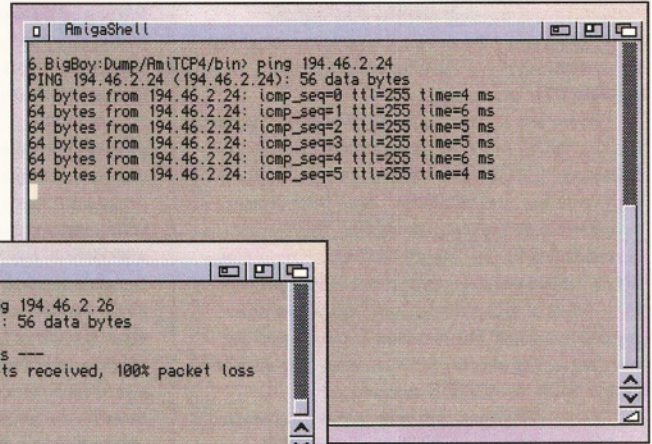 AmigaShell
6.BigBoy:Dump/AmiTCP4/bin> ping 194.46.2.24
PING 194.46.2.24 (194.46.2.24): 56 data bytes
64 bytes from 194.46.2.24: icmp_seq=0 ttl=255 time=4 ms
64 bytes from 194.46.2.24: icmp_seq=1 ttl=255 time=6 ms
64 bytes from 194.46.2.24: icmp_seq=2 ttl=255 time=5 ms
64 bytes from 194.46.2.24: icmp_seq=3 ttl=255 time=5 ms
64 bytes from 194.46.2.24: icmp_seq=4 ttl=255 time=6 ms
64 bytes from 194.46.2.24: icmp_seq=5 ttl=255 time=4 ms
g 194.46.2.26
: 56 data bytes
s ---
ts received, 100% packet loss